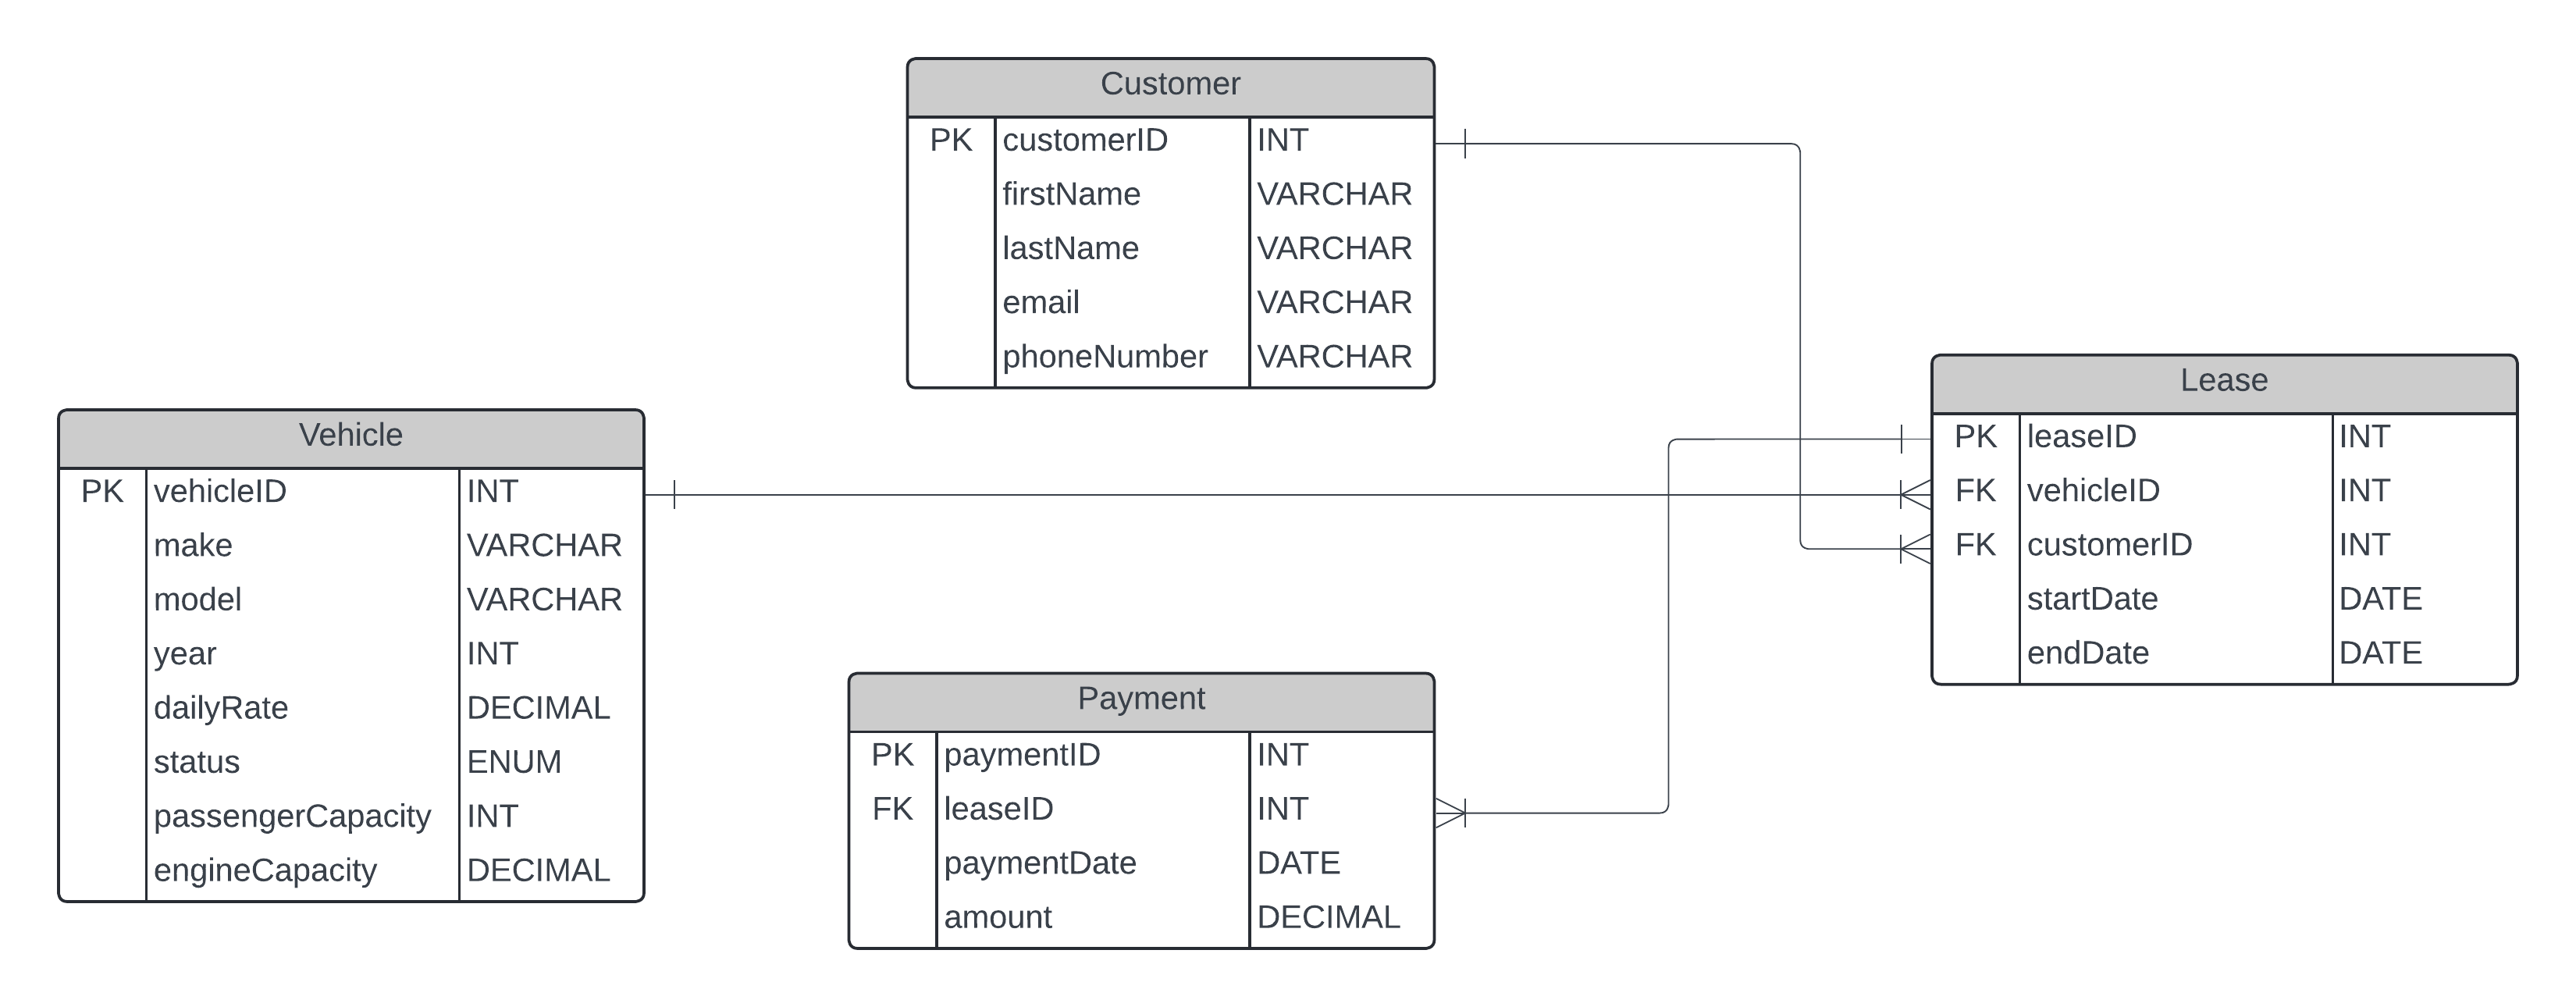 Customer
PK customerID INT
firstName VARCHAR
lastName VARCHAR
email VARCHAR
phoneNumber VARCHAR
Vehicle
PK vehicleID INT
make VARCHAR
model VARCHAR
year INT
dailyRate DECIMAL
status ENUM
passengerCapacity INT
engineCapacity DECIMAL
Payment
PK paymentID INT
FK leaseID INT
paymentDate DATE
amount DECIMAL
Lease
PK leaseID INT
FK vehicleID INT
FK customerID INT
startDate DATE
endDate DATE